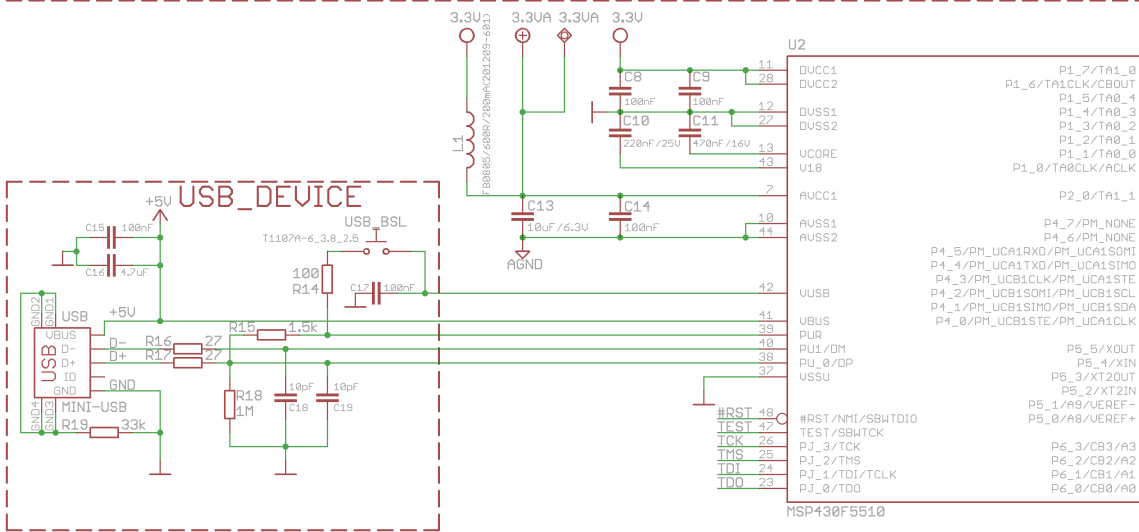 3.3V 3.3VA 3.3VA 3.3V
L1
FB0805/600R/200mA(201209-601)
C8
100nF
C9
100nF
C10
220nF/25V
C11
470nF/16V
C13
10uF/6.3V
C14
100nF
AGND
U2
11 DVCC1 P1_7/TA1_0
28 DVCC2 P1_6/TA1CLK/CBOUT
P1_5/TA0_4
12 DVSS1 P1_4/TA0_3
27 DVSS2 P1_3/TA0_2
P1_2/TA0_1
13 VCORE P1_1/TA0_0
43 V18 P1_0/TA0CLK/ACLK
7 AVCC1 P2_0/TA1_1
10 AVSS1 P4_7/PM_NONE
44 AVSS2 P4_6/PM_NONE
P4_5/PM_UCA1RXD/PM_UCA1SOMI
P4_4/PM_UCA1TXD/PM_UCA1SIMO
P4_3/PM_UCB1CLK/PM_UCA1STE
42 VUSB P4_2/PM_UCB1SOMI/PM_UCB1SCL
P4_1/PM_UCB1SIMO/PM_UCB1SDA
41 VBUS P4_0/PM_UCB1STE/PM_UCA1CLK
39 PUR
40 PU1/DM P5_5/XOUT
38 PU_0/DP P5_4/XIN
37 VSSU P5_3/XT2OUT
P5_2/XT2IN
P5_1/A9/VEREF-
#RST 48 #RST/NMI/SBWTDIO P5_0/A8/VEREF+
TEST 47 TEST/SBWTCK
TCK 26 PJ_3/TCK P6_3/CB3/A3
TMS 25 PJ_2/TMS P6_2/CB2/A2
TDI 24 PJ_1/TDI/TCLK P6_1/CB1/A1
TDO 23 PJ_0/TDO P6_0/CB0/A0
MSP430F5510
USB_DEVICE
+5V
C15 100nF
C16 4.7uF
USB_BSL
T1107A-6_3.8_2.5
100
R14
C17 100nF
GND2
GND1
USB
+5V
VBUS
D-
D+
ID
GND
USB
D-
D+
GND
R15 1.5k
R16 27
R17 27
R18
1M
10pF
C18
10pF
C19
GND4
GND3
MINI-USB
R19 33k